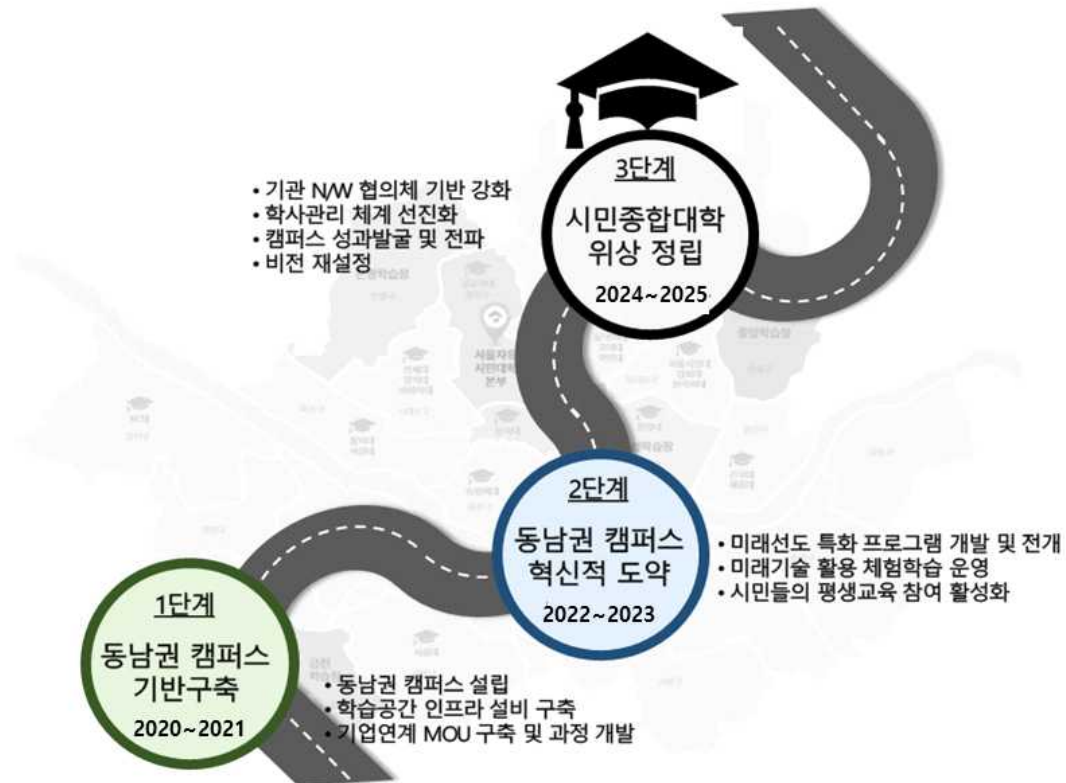 3단계
시민종합대학
위상 정립
2024~2025
• 기관 N/W 협의체 기반 강화
• 학사관리 체계 선진화
• 캠퍼스 성과발굴 및 전파
• 비전 재설정
서울자유
시민대학
본부
2단계
동남권 캠퍼스
혁신적 도약
2022~2023
• 미래선도 특화 프로그램 개발 및 전개
• 미래기술 활용 체험학습 운영
• 시민들의 평생교육 참여 활성화
1단계
동남권 캠퍼스
기반구축
2020~2021
• 동남권 캠퍼스 설립
• 학습공간 인프라 설비 구축
• 기업연계 MOU 구축 및 과정 개발